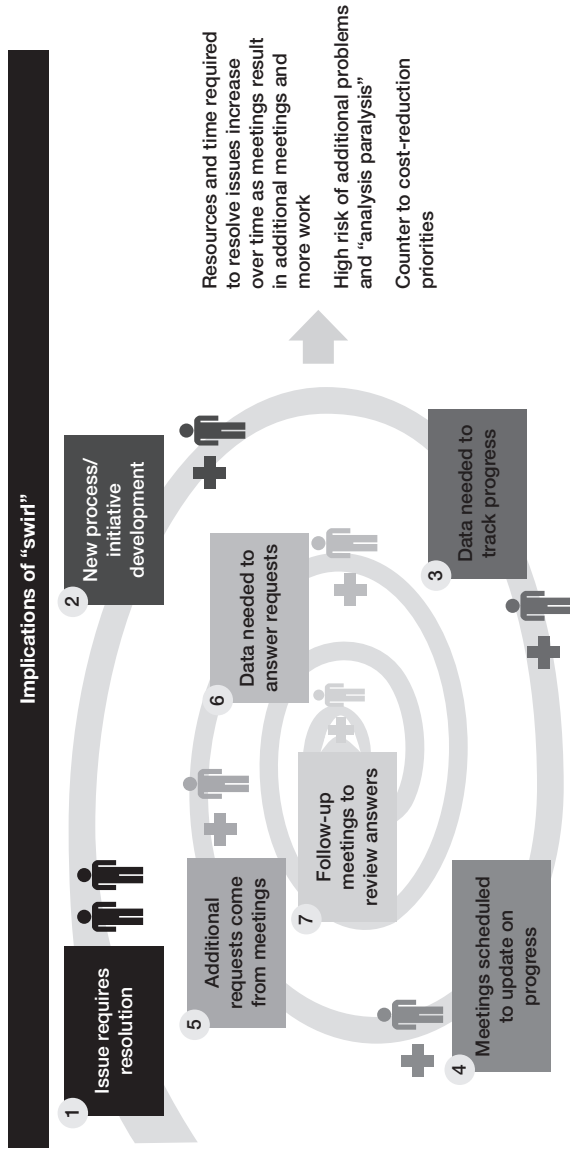 Implications of “swirl”
1
Issue requires
resolution
2
New process/
initiative
development
3
Data needed to
track progress
4
Meetings scheduled
to update on
progress
5
Additional
requests come
from meetings
6
Data needed to
answer requests
7
Follow-up
meetings to
review answers
Resources and time required
to resolve issues increase
over time as meetings result
in additional meetings and
more work
High risk of additional problems
and “analysis paralysis”
Counter to cost-reduction
priorities